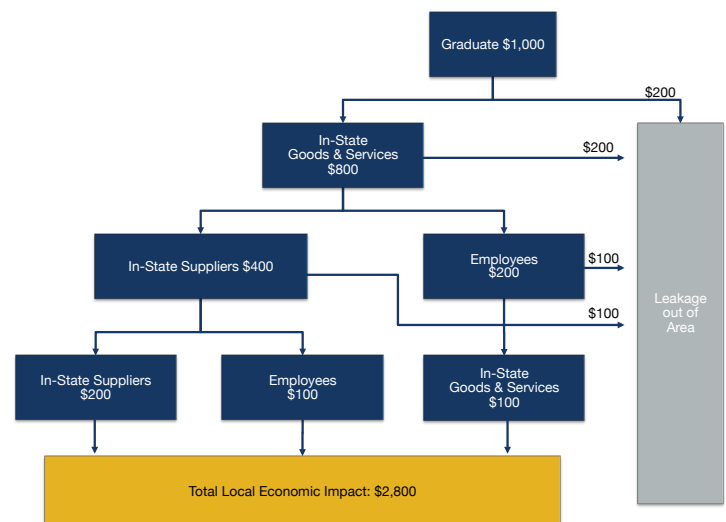 Graduate $1,000
$200
In-State
Goods & Services
$800
$200
In-State Suppliers $400
Employees
$200
$100
$100
Leakage
out of
Area
In-State Suppliers
$200
Employees
$100
In-State
Goods & Services
$100
Total Local Economic Impact: $2,800